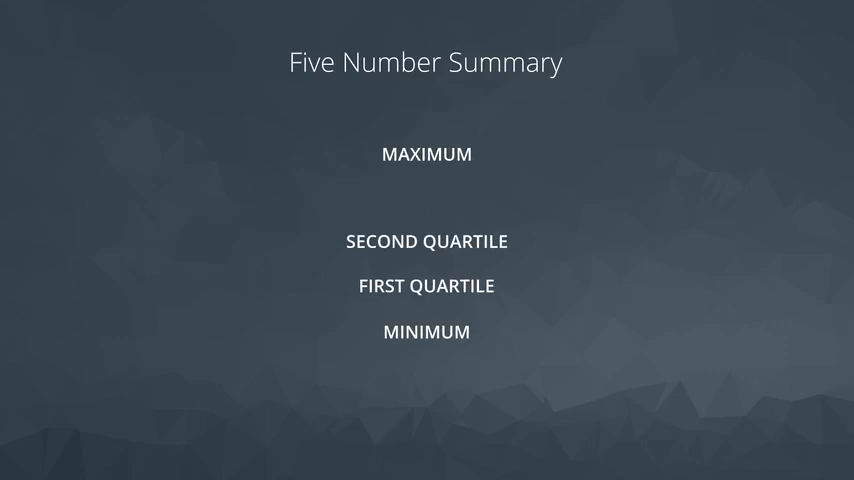 Five Number Summary
MAXIMUM
SECOND QUARTILE
FIRST QUARTILE
MINIMUM